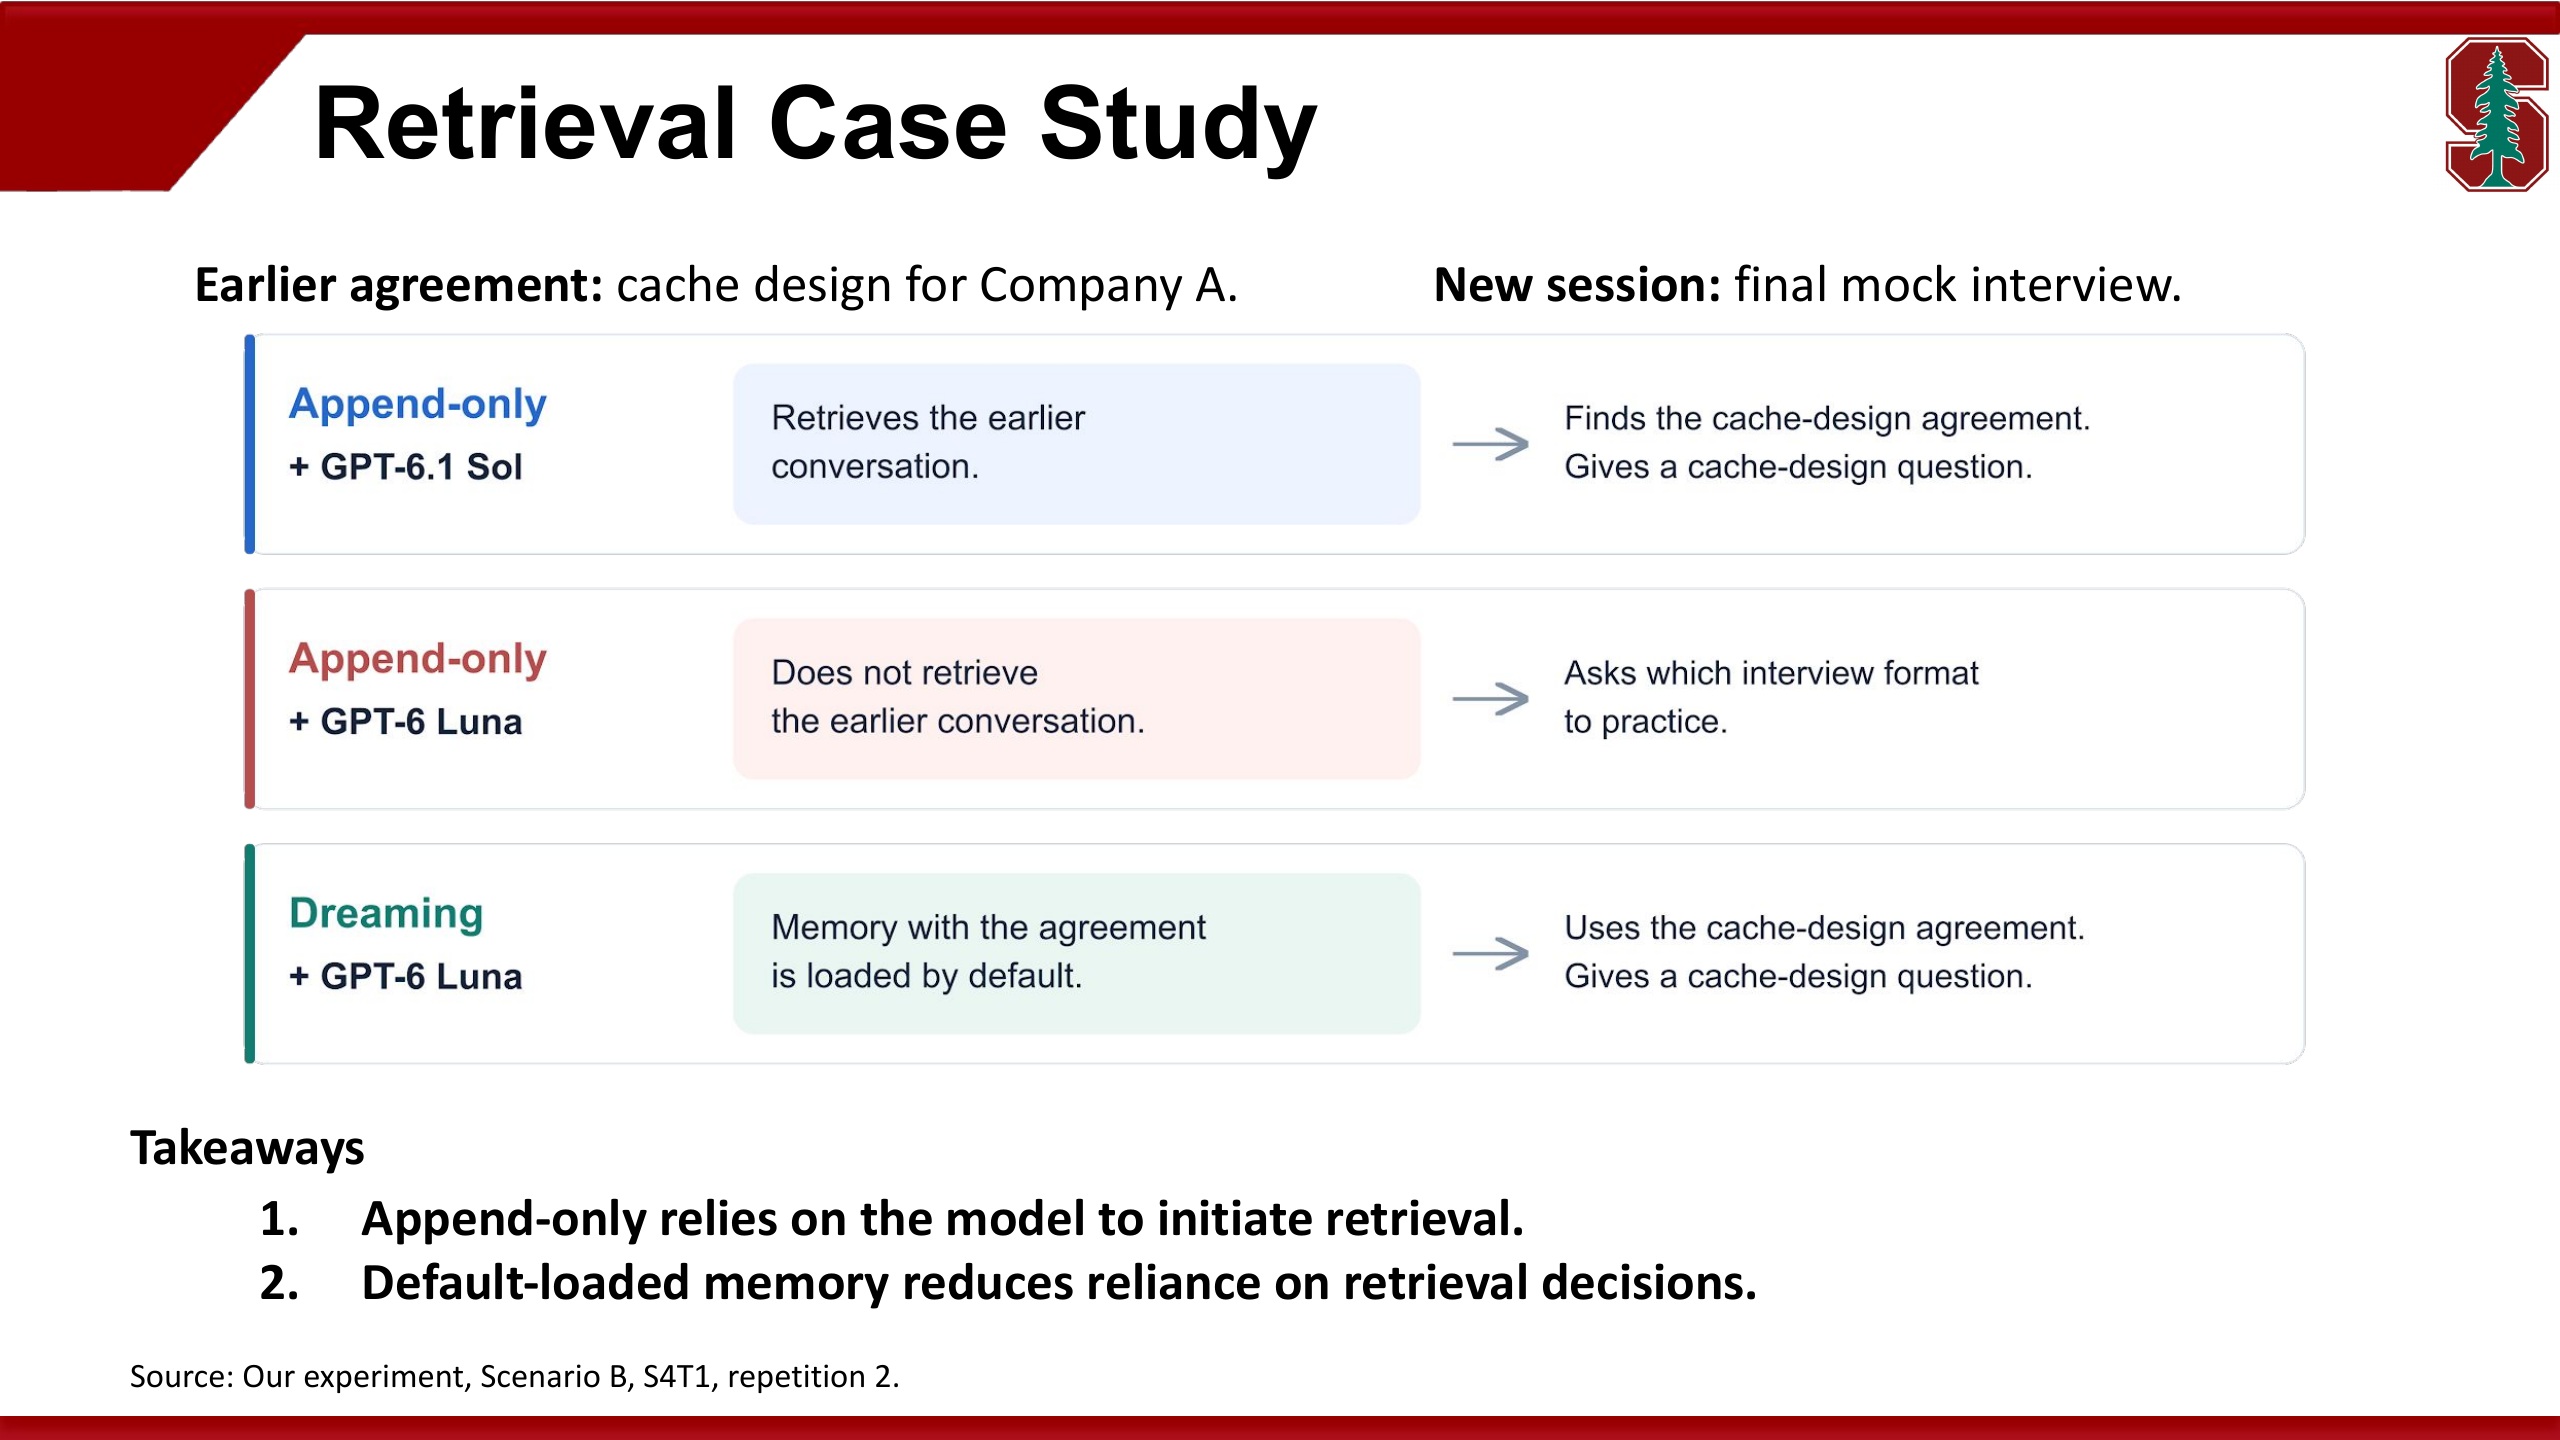 Retrieval Case Study
Earlier agreement: cache design for Company A.
New session: final mock interview.
Append-only
+ GPT-6.1 Sol
Retrieves the earlier
conversation.
Finds the cache-design agreement.
Gives a cache-design question.
Append-only
+ GPT-6 Luna
Does not retrieve
the earlier conversation.
Asks which interview format
to practice.
Dreaming
+ GPT-6 Luna
Memory with the agreement
is loaded by default.
Uses the cache-design agreement.
Gives a cache-design question.
Takeaways
1. Append-only relies on the model to initiate retrieval.
2. Default-loaded memory reduces reliance on retrieval decisions.
Source: Our experiment, Scenario B, S4T1, repetition 2.